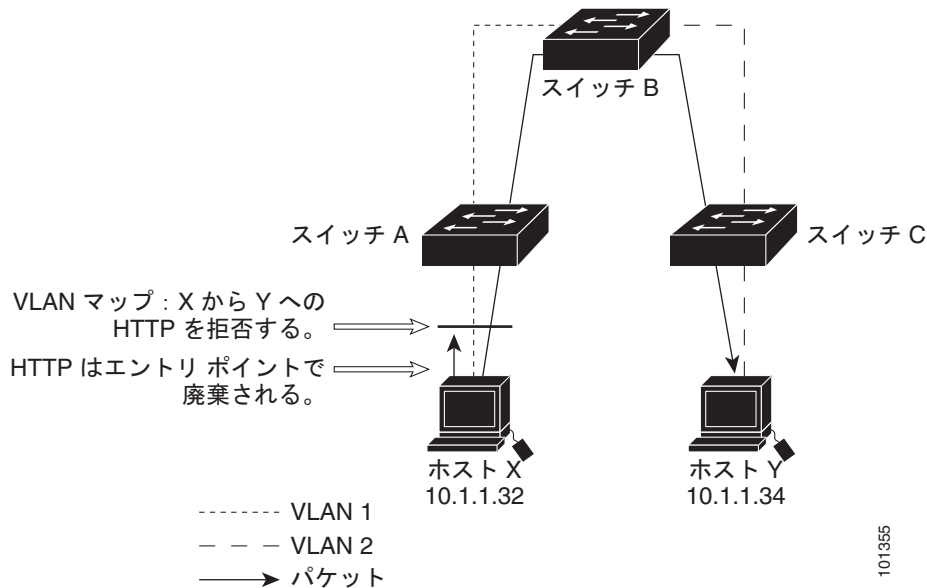 スイッチ B
スイッチ A
スイッチ C
VLAN マップ：X から Y への
HTTP を拒否する。
HTTP はエントリ ポイントで
廃棄される。
ホスト X
10.1.1.32
ホスト Y
10.1.1.34
VLAN 1
VLAN 2
パケット
101355